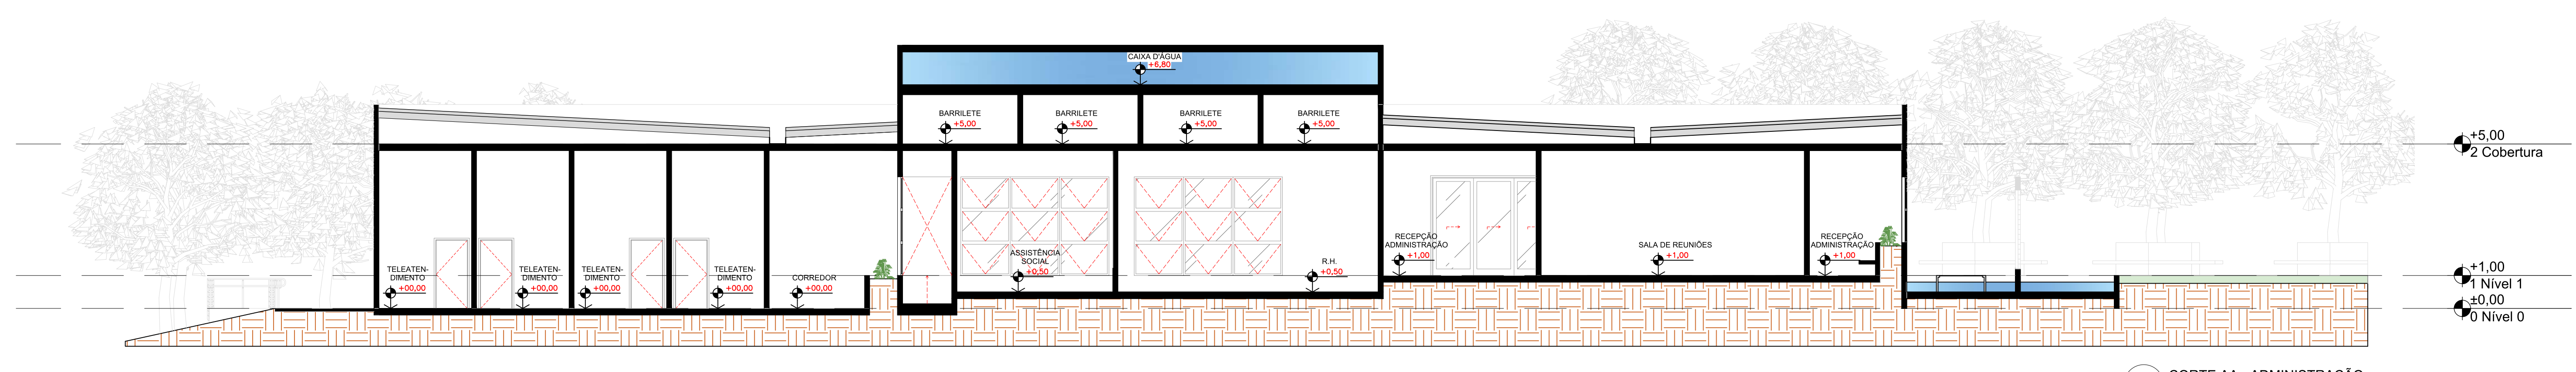 CAIXA D'ÁGUA
+6,80
BARRILETE
+5,00
BARRILETE
+5,00
BARRILETE
+5,00
BARRILETE
+5,00
+5,00
2 Cobertura
TELEATEN-
DIMENTO
+00,00
TELEATEN-
DIMENTO
+00,00
TELEATEN-
DIMENTO
+00,00
TELEATEN-
DIMENTO
+00,00
CORREDOR
+00,00
ASSISTÊNCIA
SOCIAL
+0,50
R.H.
+0,50
RECEPÇÃO
ADMINISTRAÇÃO
+1,00
SALA DE REUNIÕES
+1,00
RECEPÇÃO
ADMINISTRAÇÃO
+1,00
+1,00
1 Nível 1
±0,00
0 Nível 0